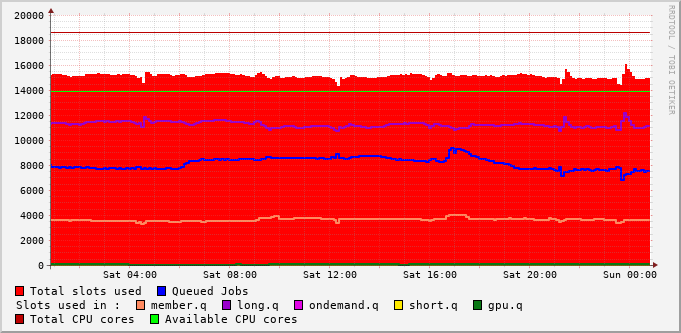 20000
18000
16000
14000
12000
10000
8000
6000
4000
2000
0
Sat 04:00 Sat 08:00 Sat 12:00 Sat 16:00 Sat 20:00 Sun 00:00
Total slots used Queued Jobs
Slots used in : member.q long.q ondemand.q short.q gpu.q
Total CPU cores Available CPU cores
RRDTOOL / TOBI OETIKER